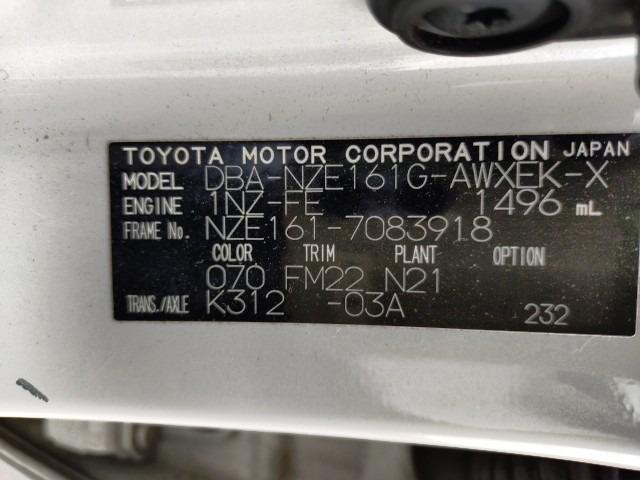 TOYOTA MOTOR CORPORATION JAPAN
MODEL DBA-NZE161G-AWXEK-X
ENGINE 1NZ-FE 1496 mL
FRAME No. NZE161-7083918
COLOR TRIM PLANT OPTION
070 FM22 N21
TRANS./AXLE K312 -03A 232